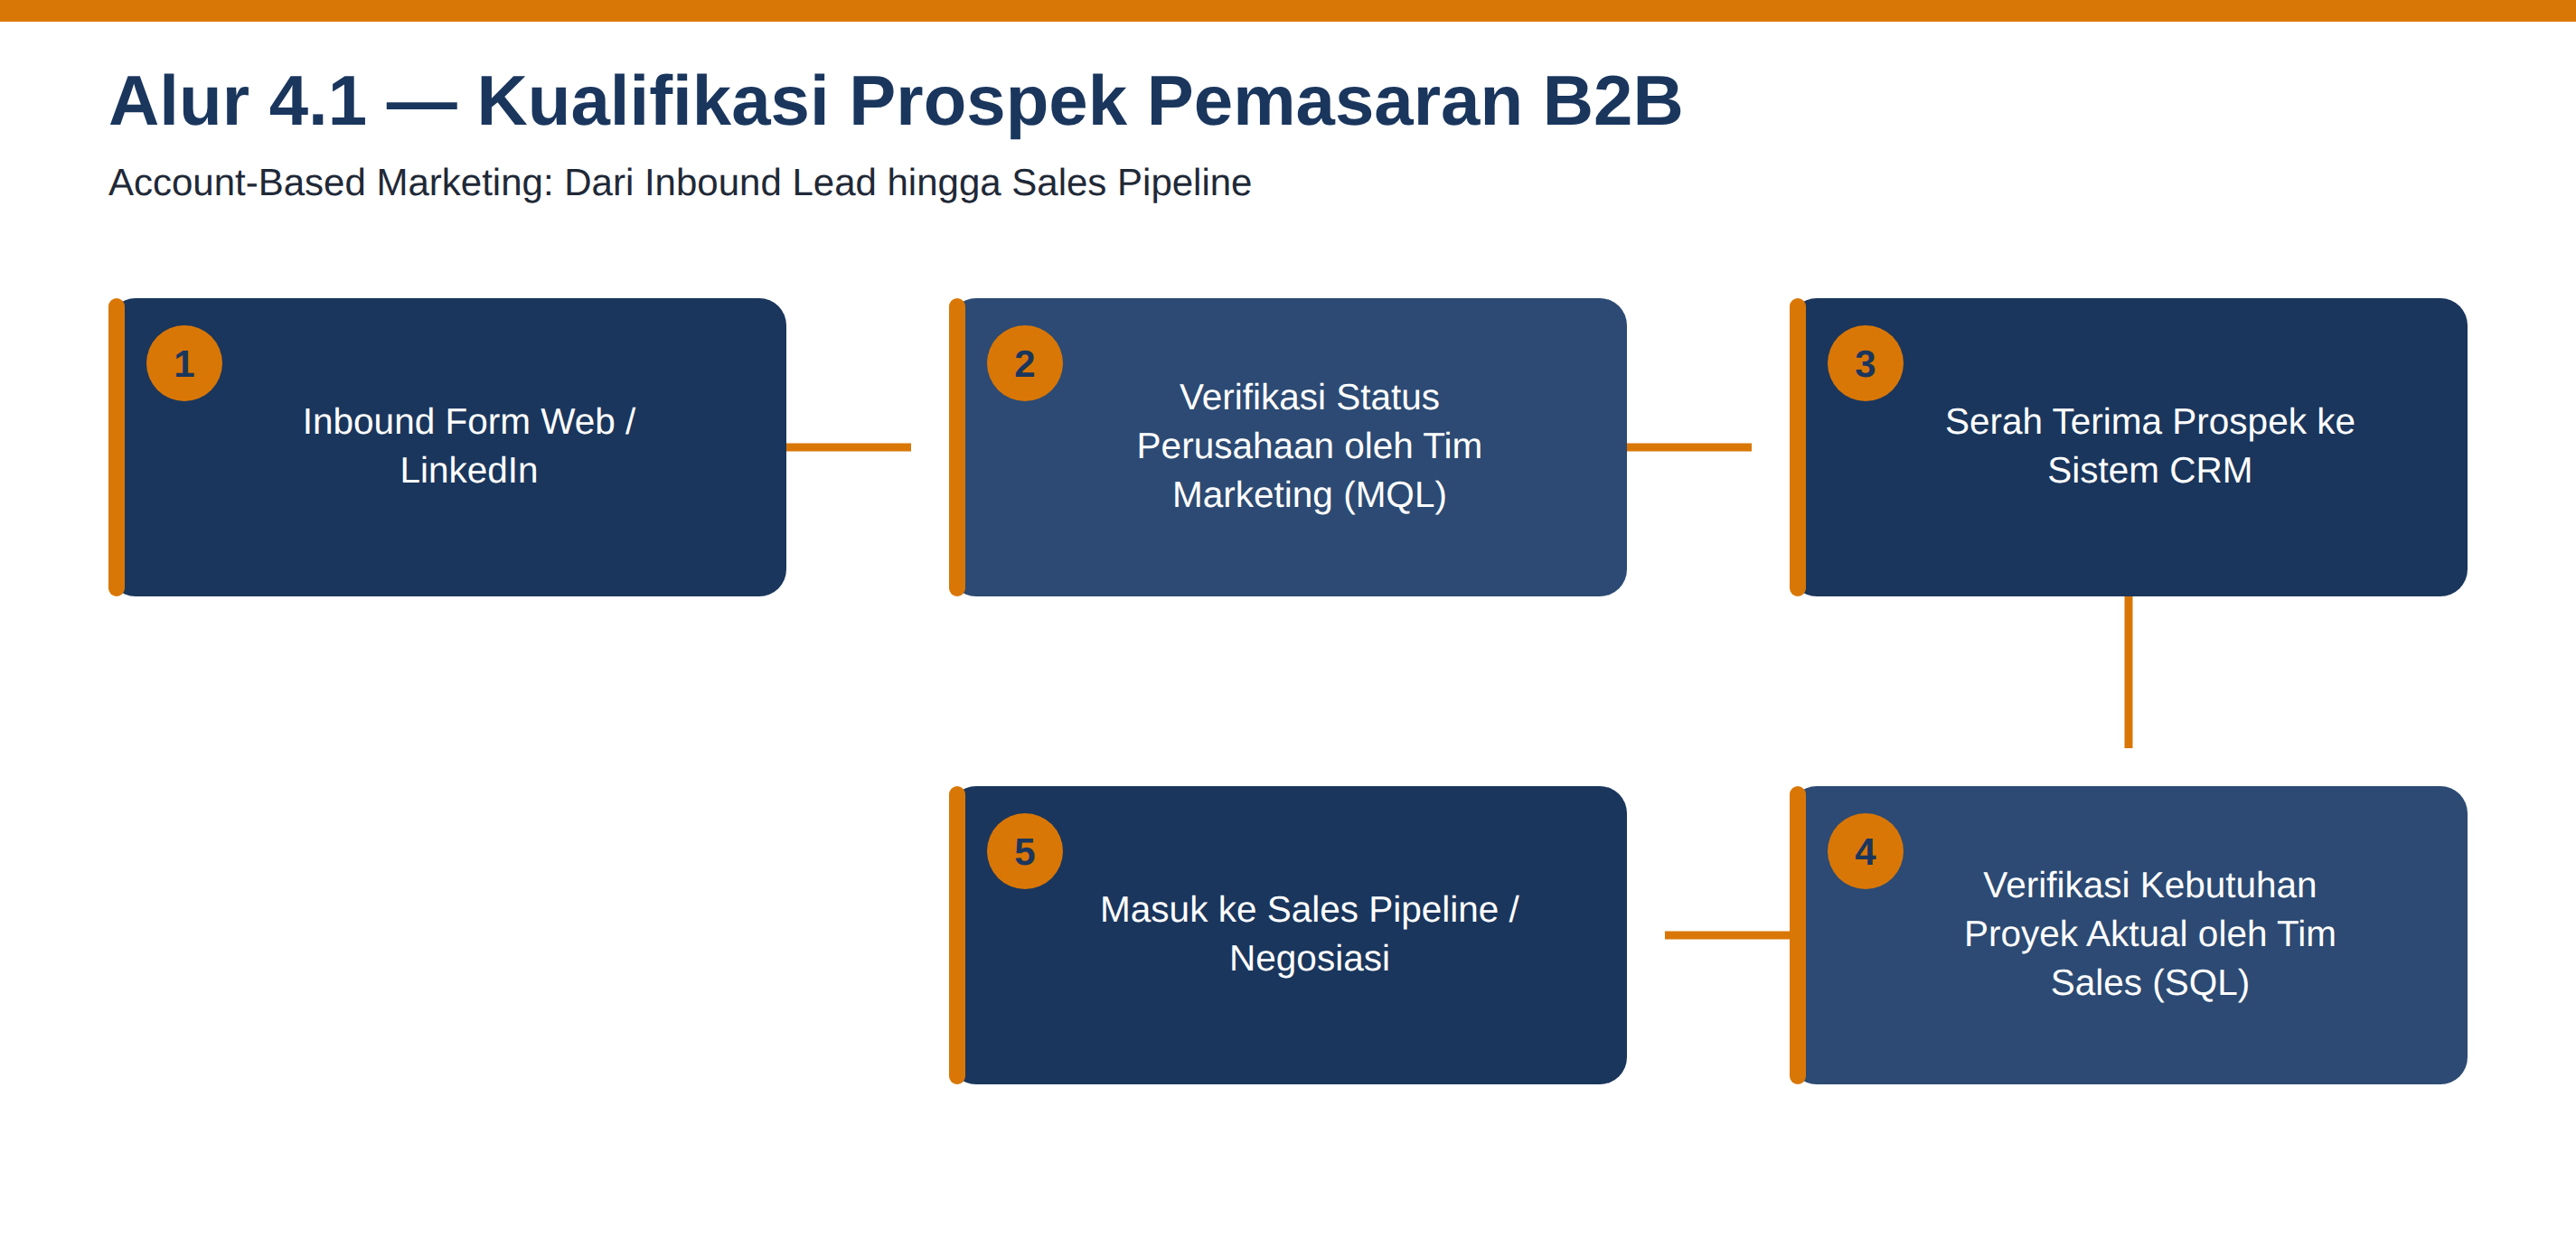 Alur 4.1 — Kualifikasi Prospek Pemasaran B2B
Account-Based Marketing: Dari Inbound Lead hingga Sales Pipeline
1
Inbound Form Web /
LinkedIn
2
Verifikasi Status
Perusahaan oleh Tim
Marketing (MQL)
3
Serah Terima Prospek ke
Sistem CRM
4
Verifikasi Kebutuhan
Proyek Aktual oleh Tim
Sales (SQL)
5
Masuk ke Sales Pipeline /
Negosiasi